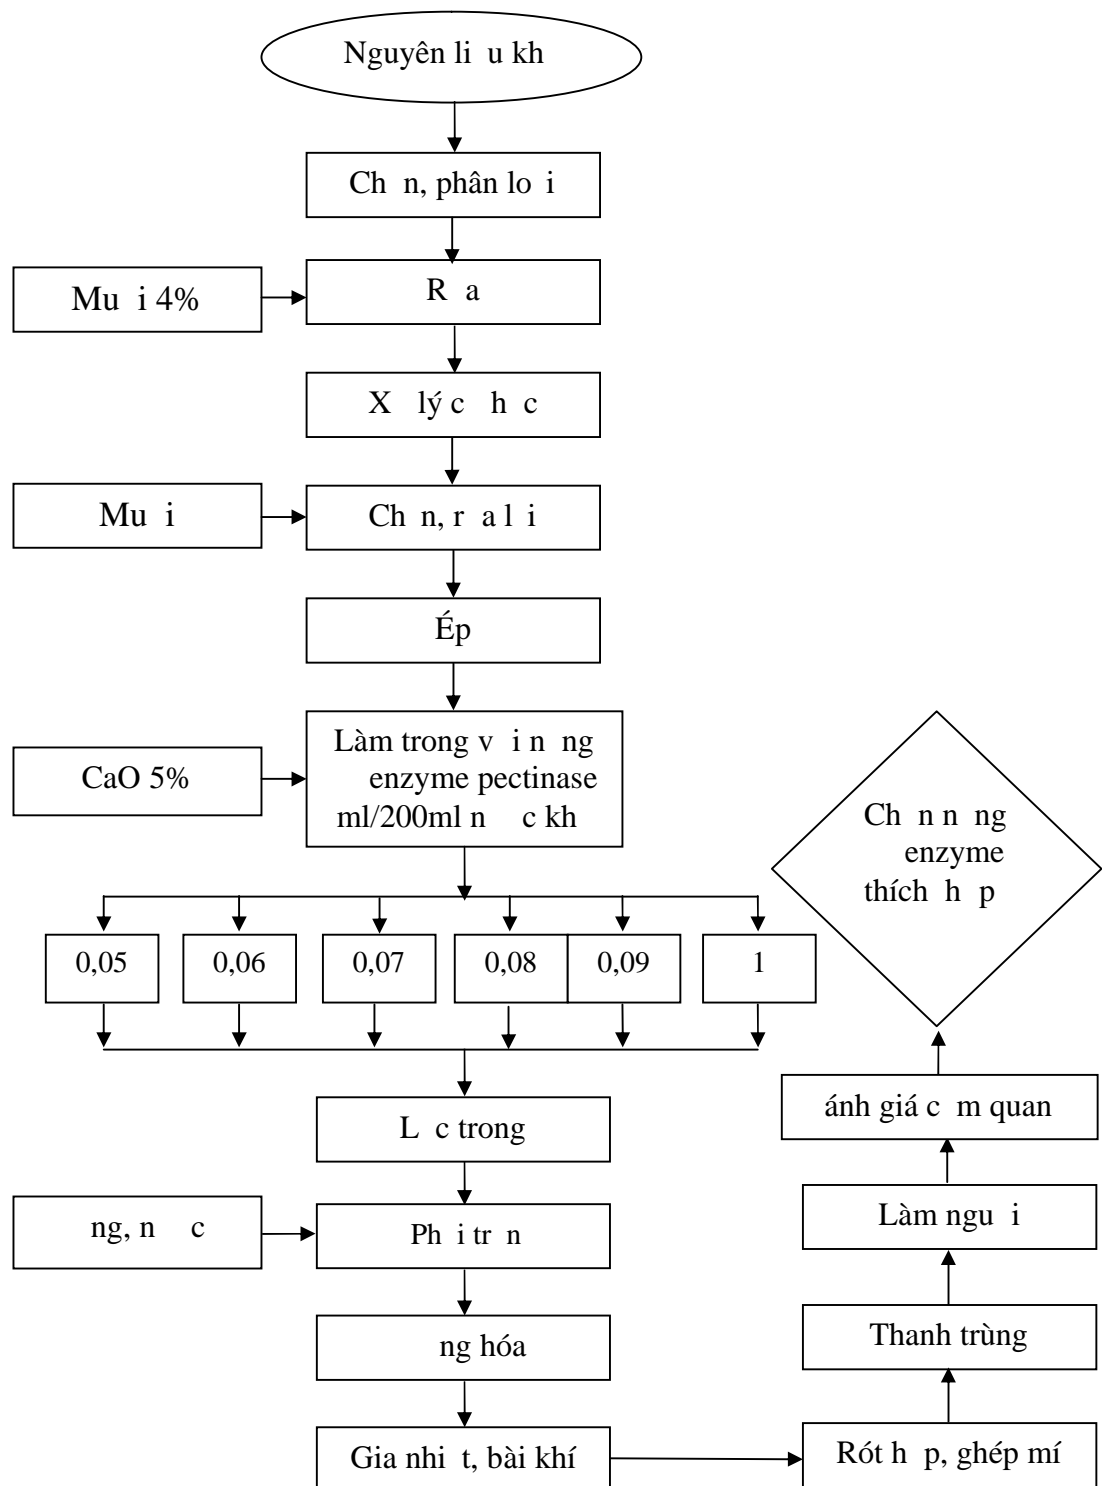 Nguyên li u kh
Ch n, phân lo i
Mu i 4%
R a
X lý c h c
Mu i
Ch n, r a l i
Ép
CaO 5%
Làm trong v i n ng
enzyme pectinase
ml/200ml n c kh
0,05
0,06
0,07
0,08
0,09
1
L c trong
ng, n c
Ph i tr n
ng hóa
Gia nhi t, bài khí
Rót h p, ghép mí
Thanh trùng
Làm ngu i
ánh giá c m quan
Ch n n ng
enzyme
thích h p